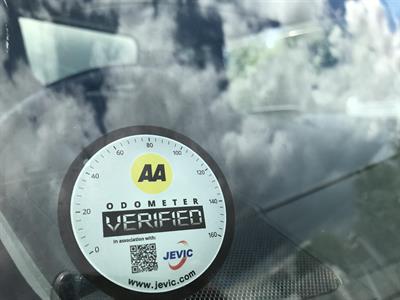 0 20 40 60 80 100 120 140 160
AA
ODOMETER
VERIFIED
in association with:
JEVIC
www.jevic.com